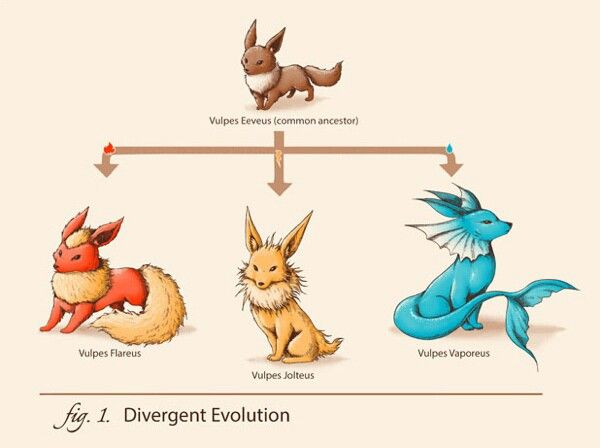 Vulpes Eeveus (common ancestor)
Vulpes Flareus
Vulpes Jolteus
Vulpes Vaporeus
fig. 1. Divergent Evolution